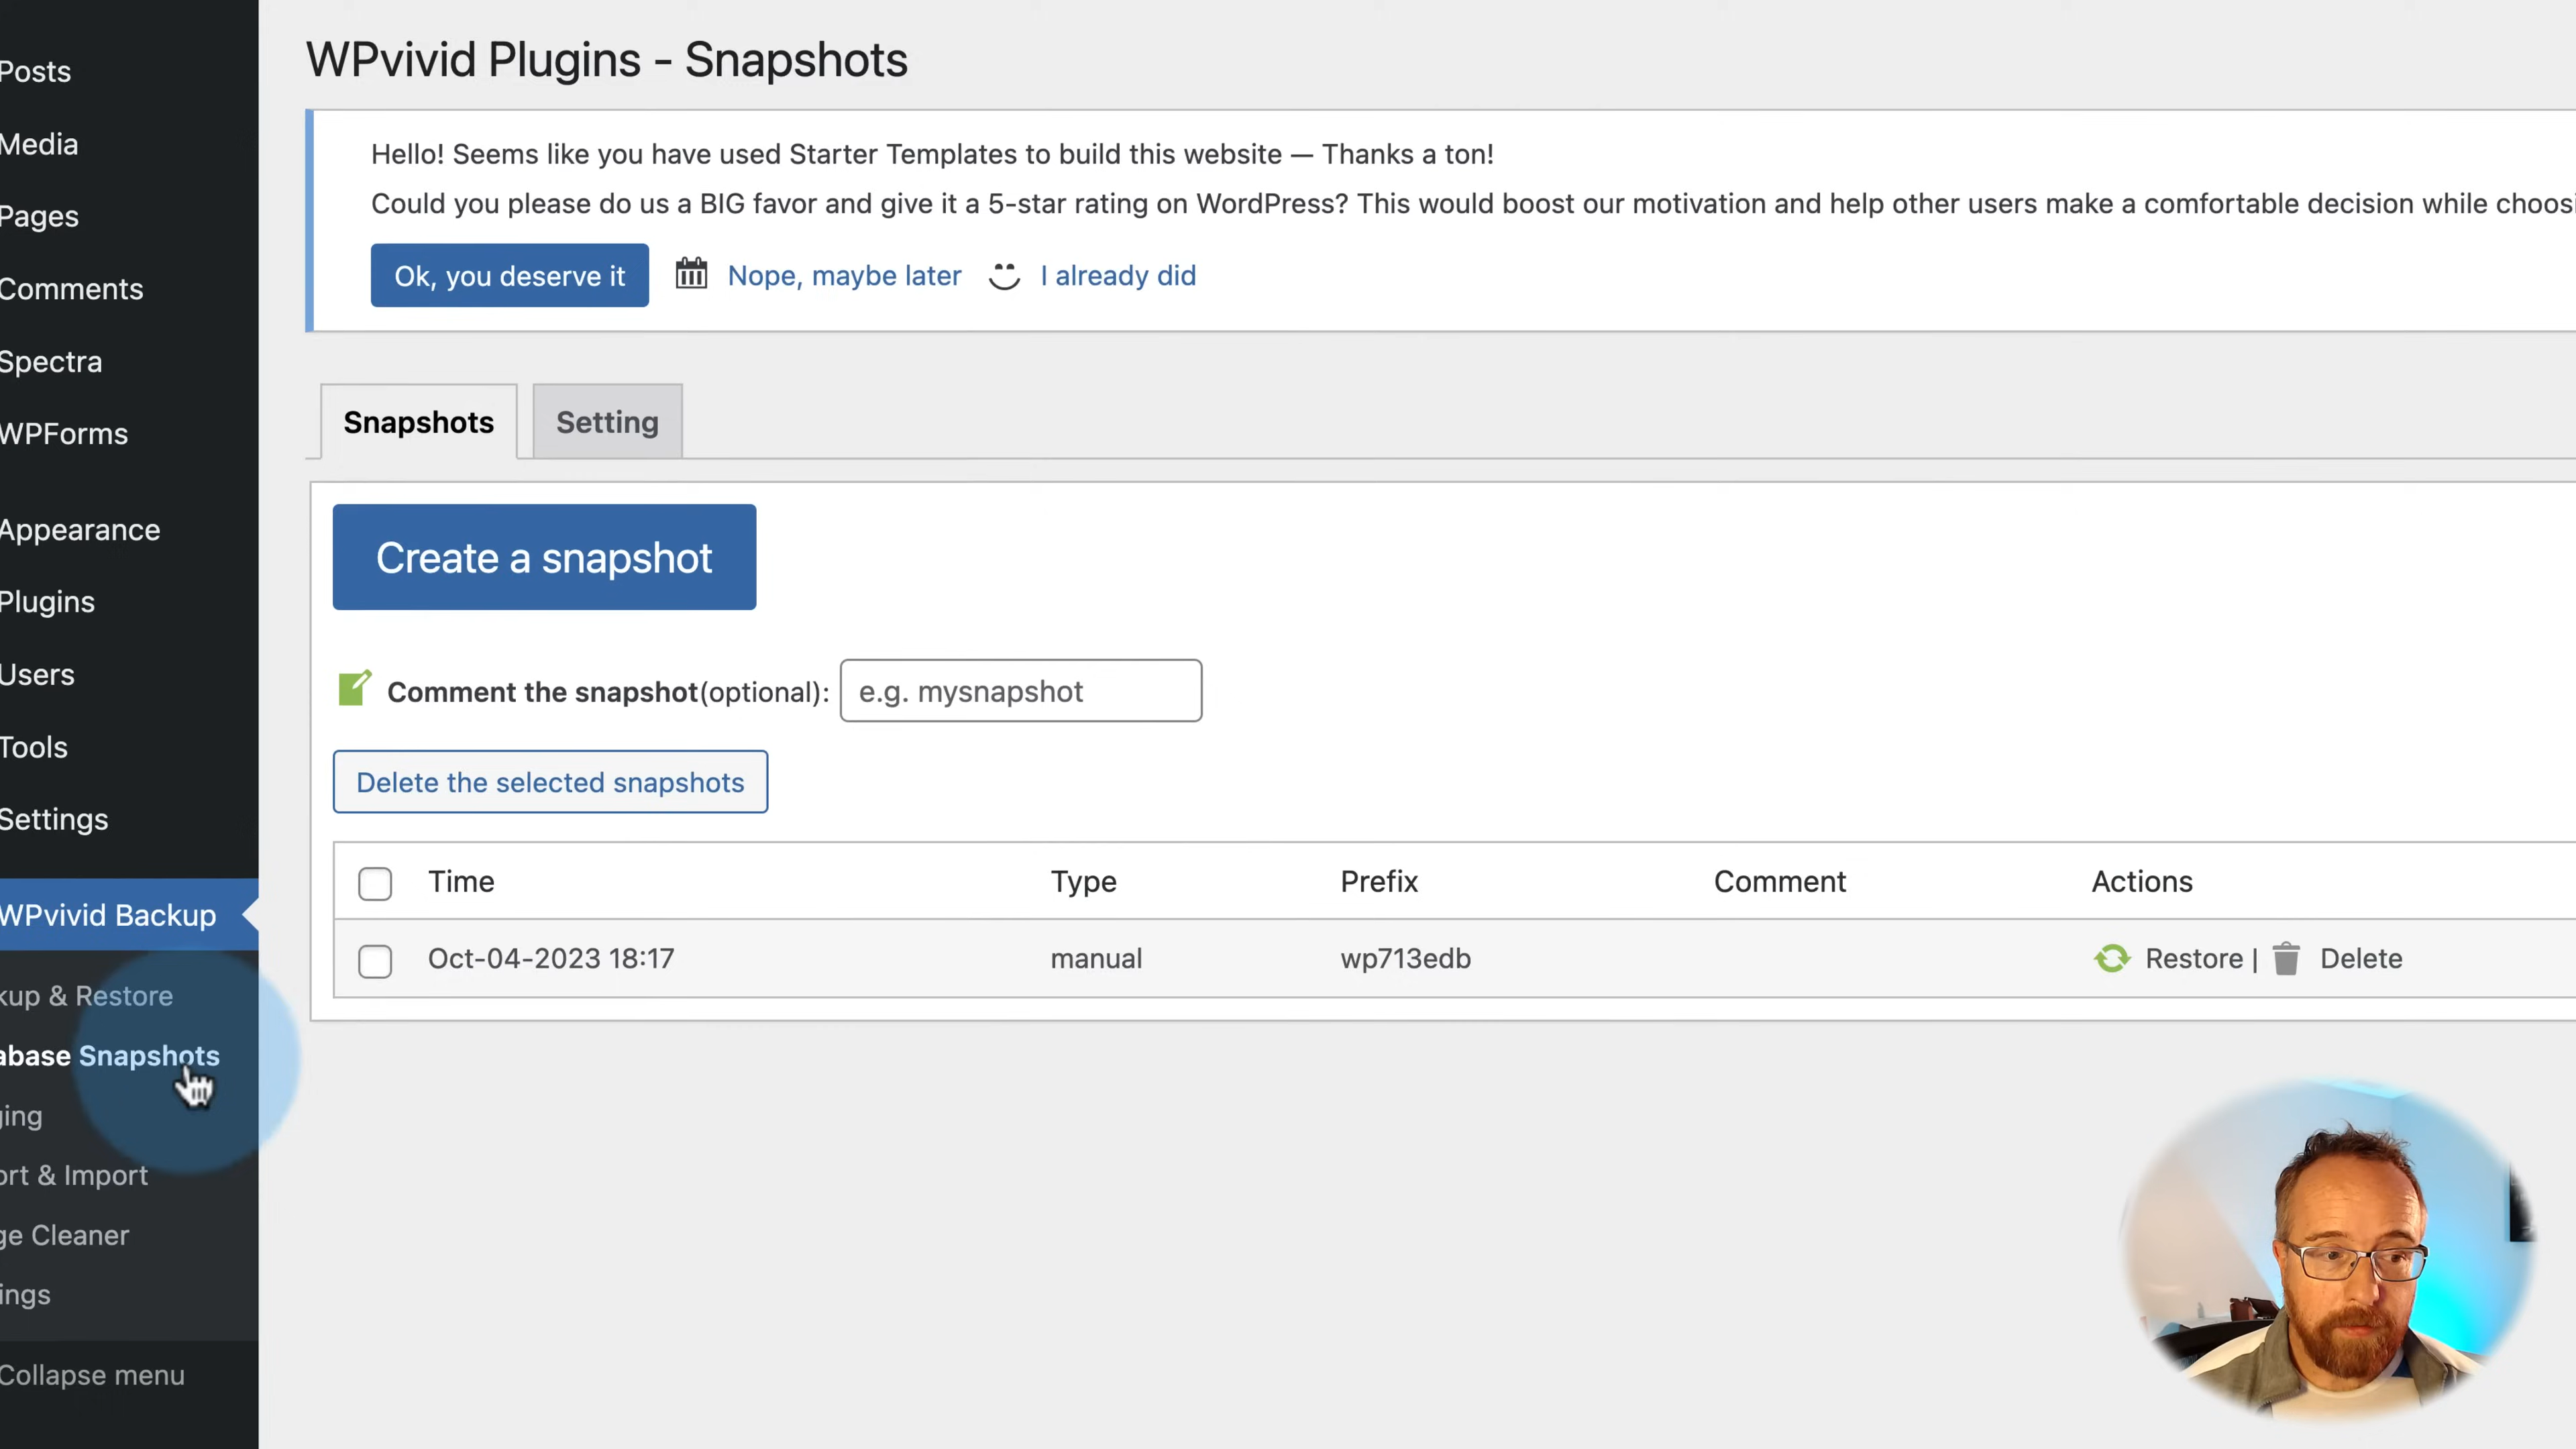 Posts
Media
Pages
Comments
Spectra
WPForms
Appearance
Plugins
Users
Tools
Settings
WPvivid Backup
kup & Restore
abase Snapshots
ging
ort & Import
ge Cleaner
ings
Collapse menu
WPvivid Plugins - Snapshots
Hello! Seems like you have used Starter Templates to build this website — Thanks a ton!
Could you please do us a BIG favor and give it a 5-star rating on WordPress? This would boost our motivation and help other users make a comfortable decision while choosi
Ok, you deserve it Nope, maybe later I already did
Snapshots Setting
Create a snapshot
Comment the snapshot(optional): e.g. mysnapshot
Delete the selected snapshots
Time Type Prefix Comment Actions
Oct-04-2023 18:17 manual wp713edb Restore | Delete